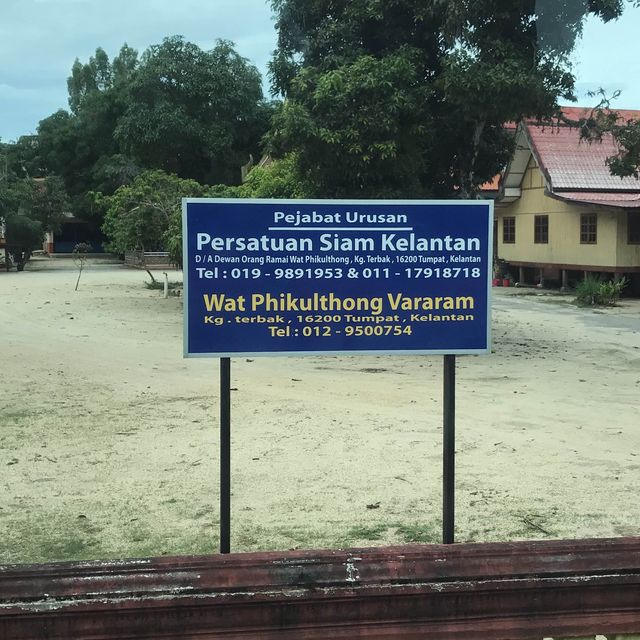 Pejabat Urusan
Persatuan Siam Kelantan
D / A Dewan Orang Ramai Wat Phikulthong , Kg. Terbak , 16200 Tumpat , Kelantan
Tel : 019 - 9891953 & 011 - 17918718
Wat Phikulthong Vararam
Kg . terbak , 16200 Tumpat , Kelantan
Tel : 012 - 9500754